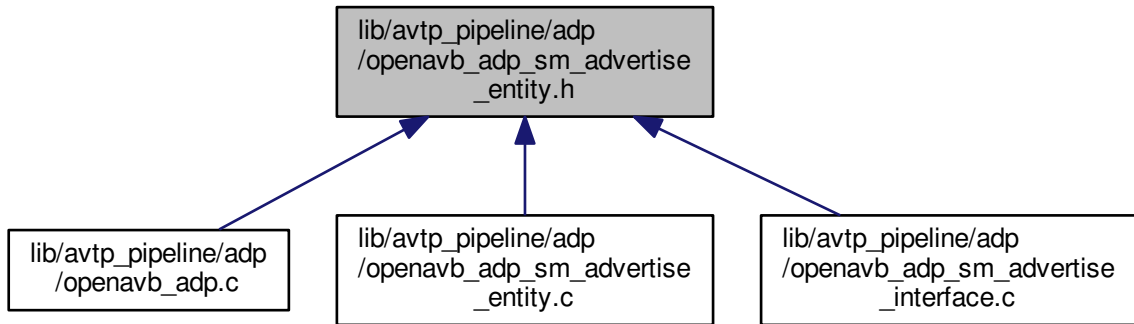 lib/avtp_pipeline/adp
/openavb_adp_sm_advertise
_entity.h
lib/avtp_pipeline/adp
/openavb_adp.c
lib/avtp_pipeline/adp
/openavb_adp_sm_advertise
_entity.c
lib/avtp_pipeline/adp
/openavb_adp_sm_advertise
_interface.c